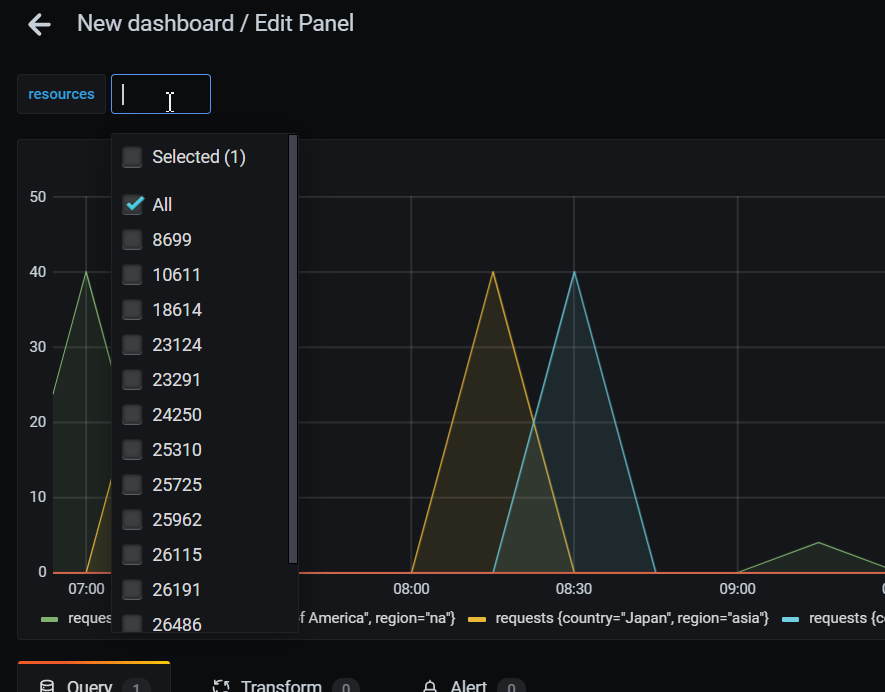 New dashboard / Edit Panel
resources
Selected (1)
All
8699
10611
18614
23124
23291
24250
25310
25725
25962
26115
26191
26486
50
40
30
20
10
0
07:00
08:00
08:30
09:00
reques
f America", region="na"}
requests {country="Japan", region="asia"}
requests {c
Query 1
Transform 0
Alert 0